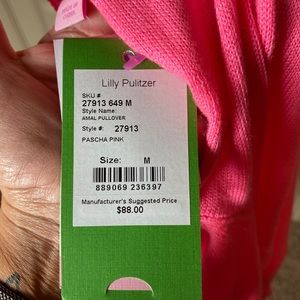 Lilly Pulitzer
SKU #
27913 649 M
Style Name:
AMAL PULLOVER
Style #: 27913
PASCHA PINK
Size: M
889069 236397
Manufacturer's Suggested Price
$88.00